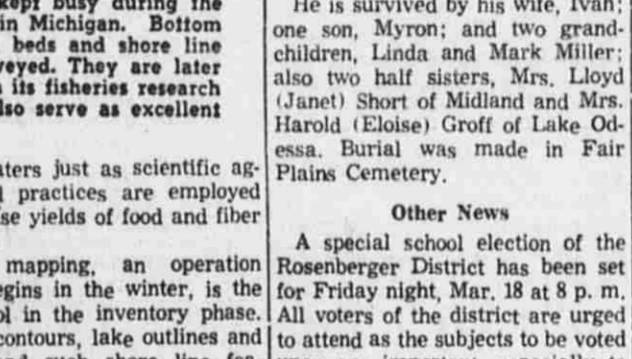 kept busy during the
in Michigan. Bottom
beds and shore line
veyed. They are later
its fisheries research
lso serve as excellent
aters just as scientific ag-
l practices are employed
se yields of food and fiber
mapping, an operation
egins in the winter, is the
ol in the inventory phase.
contours, lake outlines and
He is survived by his wife, Ivan;
one son, Myron; and two grand-
children, Linda and Mark Miller;
also two half sisters, Mrs. Lloyd
(Janet) Short of Midland and Mrs.
Harold (Eloise) Groff of Lake Od-
essa. Burial was made in Fair
Plains Cemetery.
Other News
A special school election of the
Rosenberger District has been set
for Friday night, Mar. 18 at 8 p. m.
All voters of the district are urged
to attend as the subjects to be voted